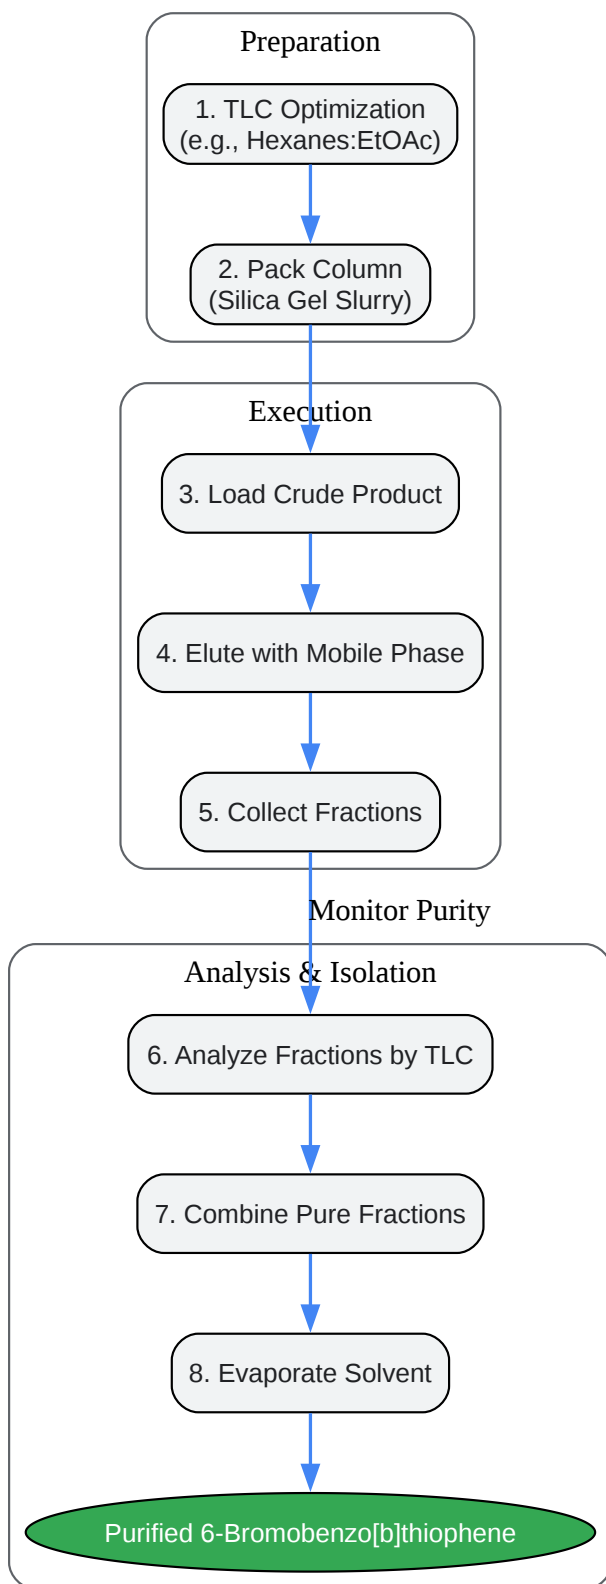 Preparation
1. TLC Optimization
(e.g., Hexanes:EtOAc)
2. Pack Column
(Silica Gel Slurry)
Execution
3. Load Crude Product
4. Elute with Mobile Phase
5. Collect Fractions
Monitor Purity
Analysis & Isolation
6. Analyze Fractions by TLC
7. Combine Pure Fractions
8. Evaporate Solvent
Purified 6-Bromobenzo[b]thiophene